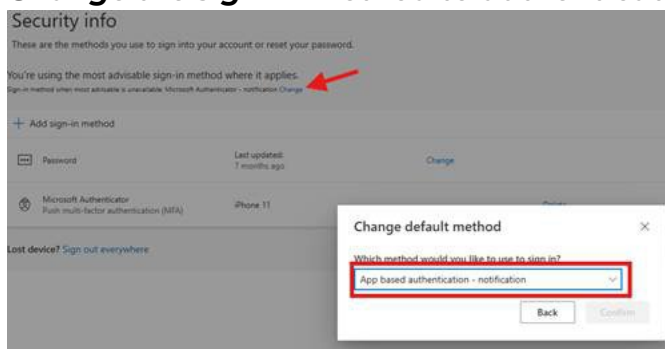 Security info
These are the methods you use to sign into your account or reset your password.
You're using the most advisable sign-in method where it applies.
Sign-in method when most advisable is unavailable: Microsoft Authenticator - notification Change
+ Add sign-in method
Password
Last updated:
7 months ago
Change
Microsoft Authenticator
Push multi-factor authentication (MFA)
iPhone 11
Lost device? Sign out everywhere
Change default method
Which method would you like to use to sign in?
App based authentication - notification
Back
Confirm